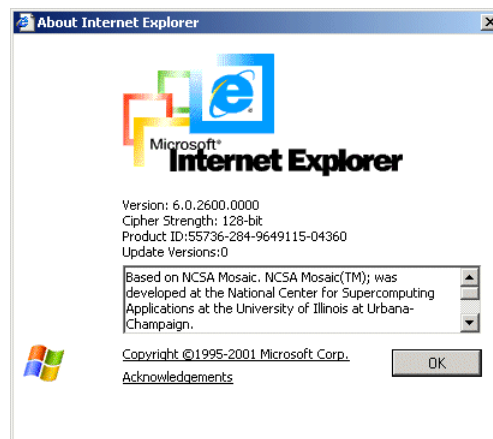 About Internet Explorer
Microsoft®
Internet Explorer
Version: 6.0.2600.0000
Cipher Strength: 128-bit
Product ID:55736-284-9649115-04360
Update Versions:0
Based on NCSA Mosaic. NCSA Mosaic(TM); was
developed at the National Center for Supercomputing
Applications at the University of Illinois at Urbana-
Champaign.
Copyright ©1995-2001 Microsoft Corp.
OK
Acknowledgements